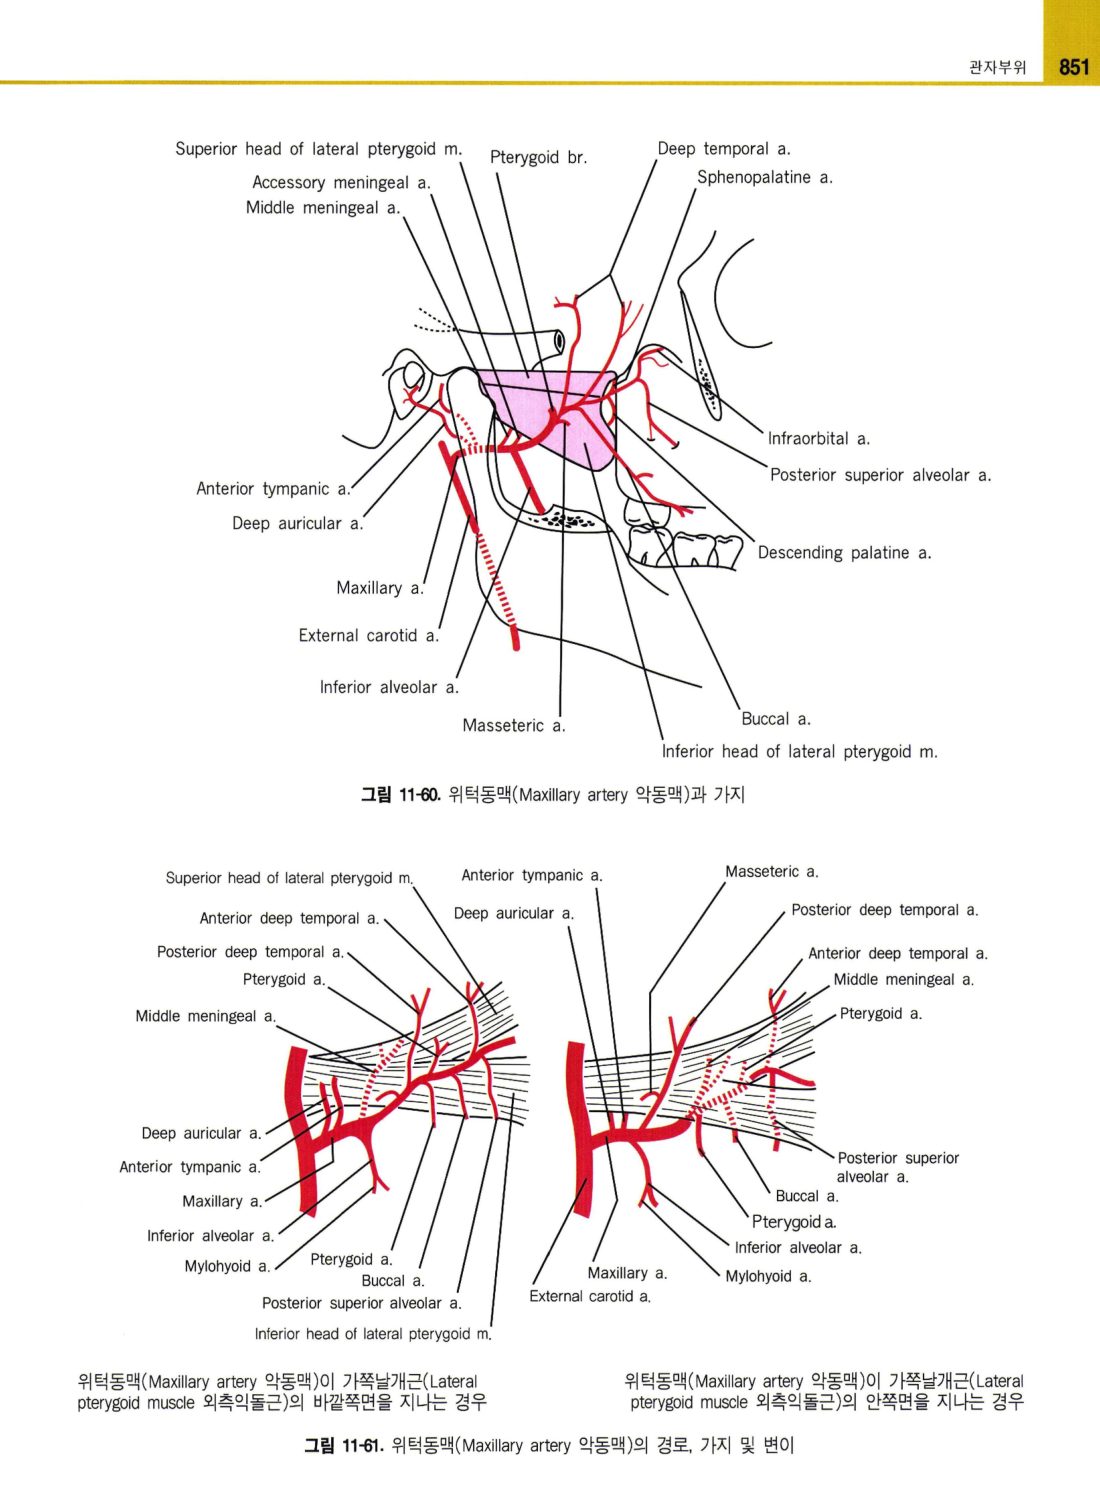 관자부위 851
Superior head of lateral pterygoid m.
Pterygoid br.
Deep temporal a.
Accessory meningeal a.
Sphenopalatine a.
Middle meningeal a.
Infraorbital a.
Posterior superior alveolar a.
Anterior tympanic a.
Deep auricular a.
Descending palatine a.
Maxillary a.
External carotid a.
Inferior alveolar a.
Masseteric a.
Buccal a.
Inferior head of lateral pterygoid m.
그림 11-60. 위턱동맥(Maxillary artery 악동맥)과 가지
Superior head of lateral pterygoid m.
Anterior deep temporal a.
Posterior deep temporal a.
Pterygoid a.
Middle meningeal a.
Deep auricular a.
Anterior tympanic a.
Maxillary a.
Inferior alveolar a.
Mylohyoid a.
Pterygoid a.
Buccal a.
Posterior superior alveolar a.
Inferior head of lateral pterygoid m.
Anterior tympanic a.
Deep auricular a.
Masseteric a.
Posterior deep temporal a.
Anterior deep temporal a.
Middle meningeal a.
Pterygoid a.
Posterior superior
alveolar a.
Buccal a.
Pterygoid a.
Inferior alveolar a.
Mylohyoid a.
Maxillary a.
External carotid a.
위턱동맥(Maxillary artery 악동맥)이 가쪽날개근(Lateral
pterygoid muscle 외측익돌근)의 바깥쪽면을 지나는 경우
위턱동맥(Maxillary artery 악동맥)이 가쪽날개근(Lateral
pterygoid muscle 외측익돌근)의 안쪽면을 지나는 경우
그림 11-61. 위턱동맥(Maxillary artery 악동맥)의 경로, 가지 및 변이